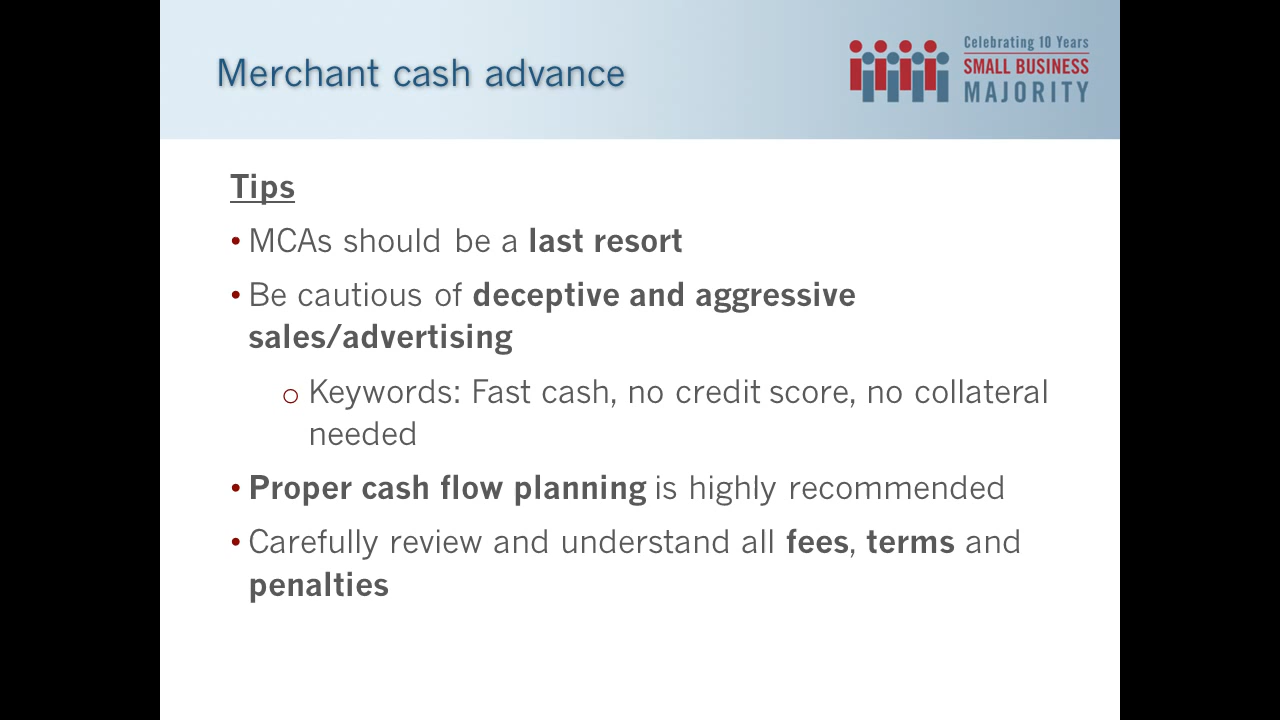 Merchant cash advance
Celebrating 10 Years
SMALL BUSINESS
MAJORITY
Tips
• MCAs should be a last resort
• Be cautious of deceptive and aggressive
sales/advertising
o Keywords: Fast cash, no credit score, no collateral
needed
• Proper cash flow planning is highly recommended
• Carefully review and understand all fees, terms and
penalties